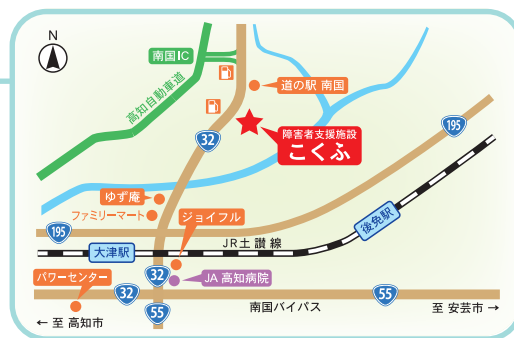 N
南国IC
道の駅 南国
高知自動車道
32
障害者支援施設
こくふ
195
ゆず庵
ファミリーマート
ジョイフル
後免駅
195
大津駅
JR土讃線
パワーセンター
32
JA 高知病院
32
55
55
南国バイパス
← 至 高知市
至 安芸市 →